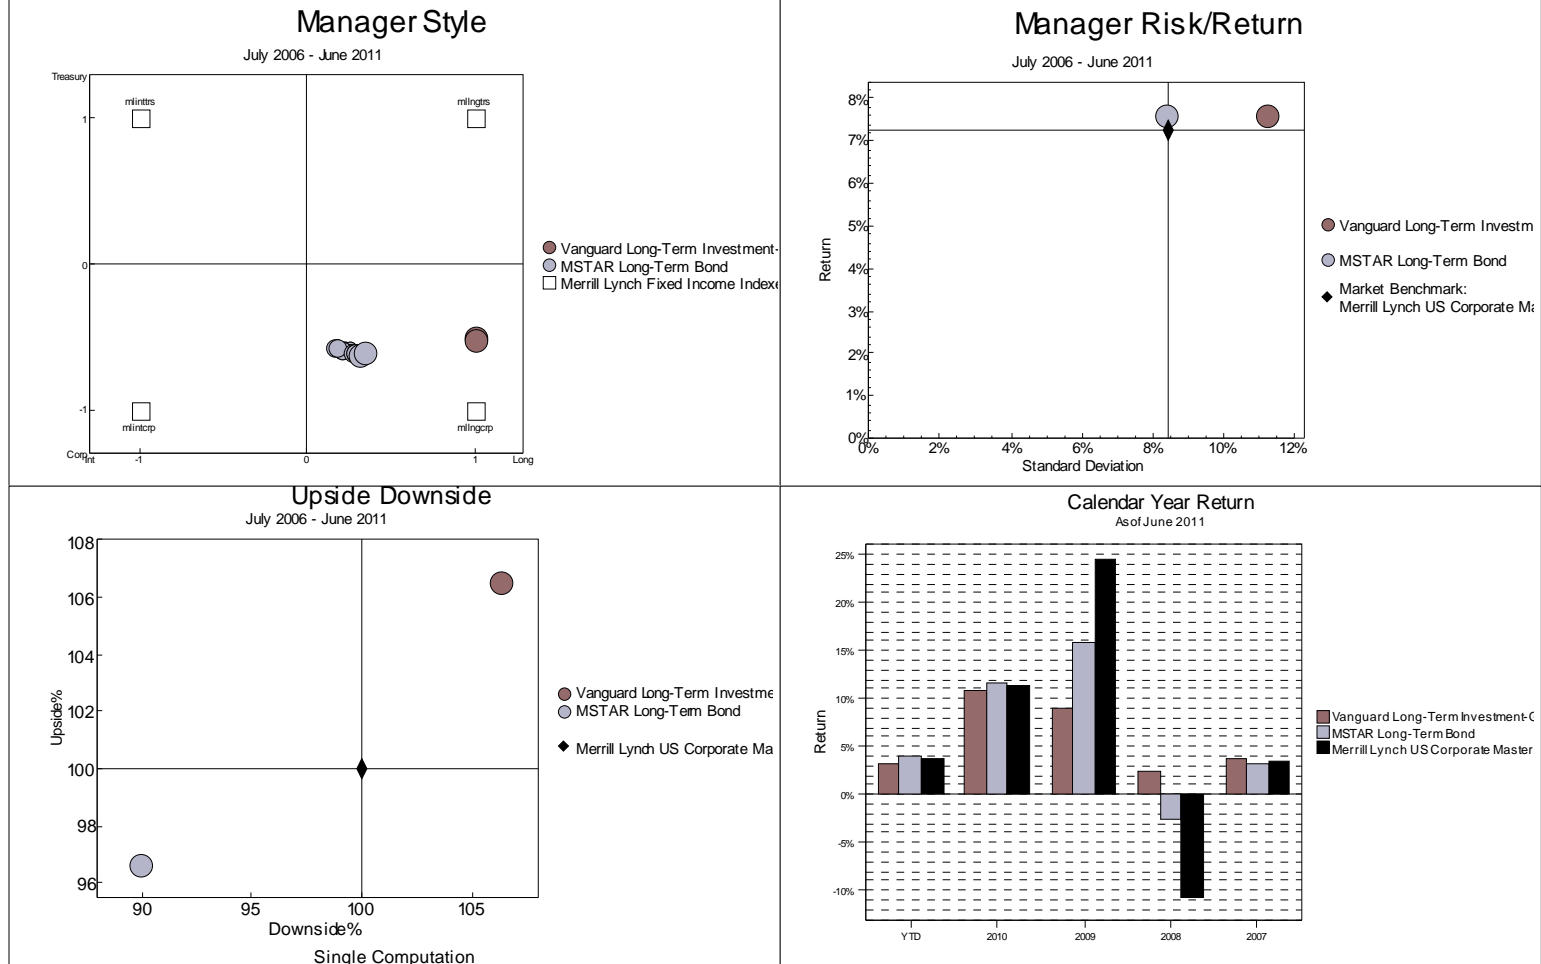 Manager Style
July 2006 - June 2011
Treasury
mlinttrs
mllngtrs
1
0
-1
mlintcrp
mllngcrp
Corp
Int
-1
0
1
Long
Vanguard Long-Term Investment-
MSTAR Long-Term Bond
Merrill Lynch Fixed Income Indexe
Manager Risk/Return
July 2006 - June 2011
8%
7%
6%
5%
4%
3%
2%
1%
0%
Return
0%
2%
4%
6%
8%
10%
12%
Standard Deviation
Vanguard Long-Term Investm
MSTAR Long-Term Bond
Market Benchmark:
Merrill Lynch US Corporate Ma
Upside Downside
July 2006 - June 2011
108
106
104
102
100
98
96
Upside%
90
95
100
105
Downside%
Single Computation
Vanguard Long-Term Investme
MSTAR Long-Term Bond
Merrill Lynch US Corporate Ma
Calendar Year Return
As of June 2011
25%
20%
15%
10%
5%
0%
-5%
-10%
Return
YTD
2010
2009
2008
2007
Vanguard Long-Term Investment-G
MSTAR Long-Term Bond
Merrill Lynch US Corporate Master